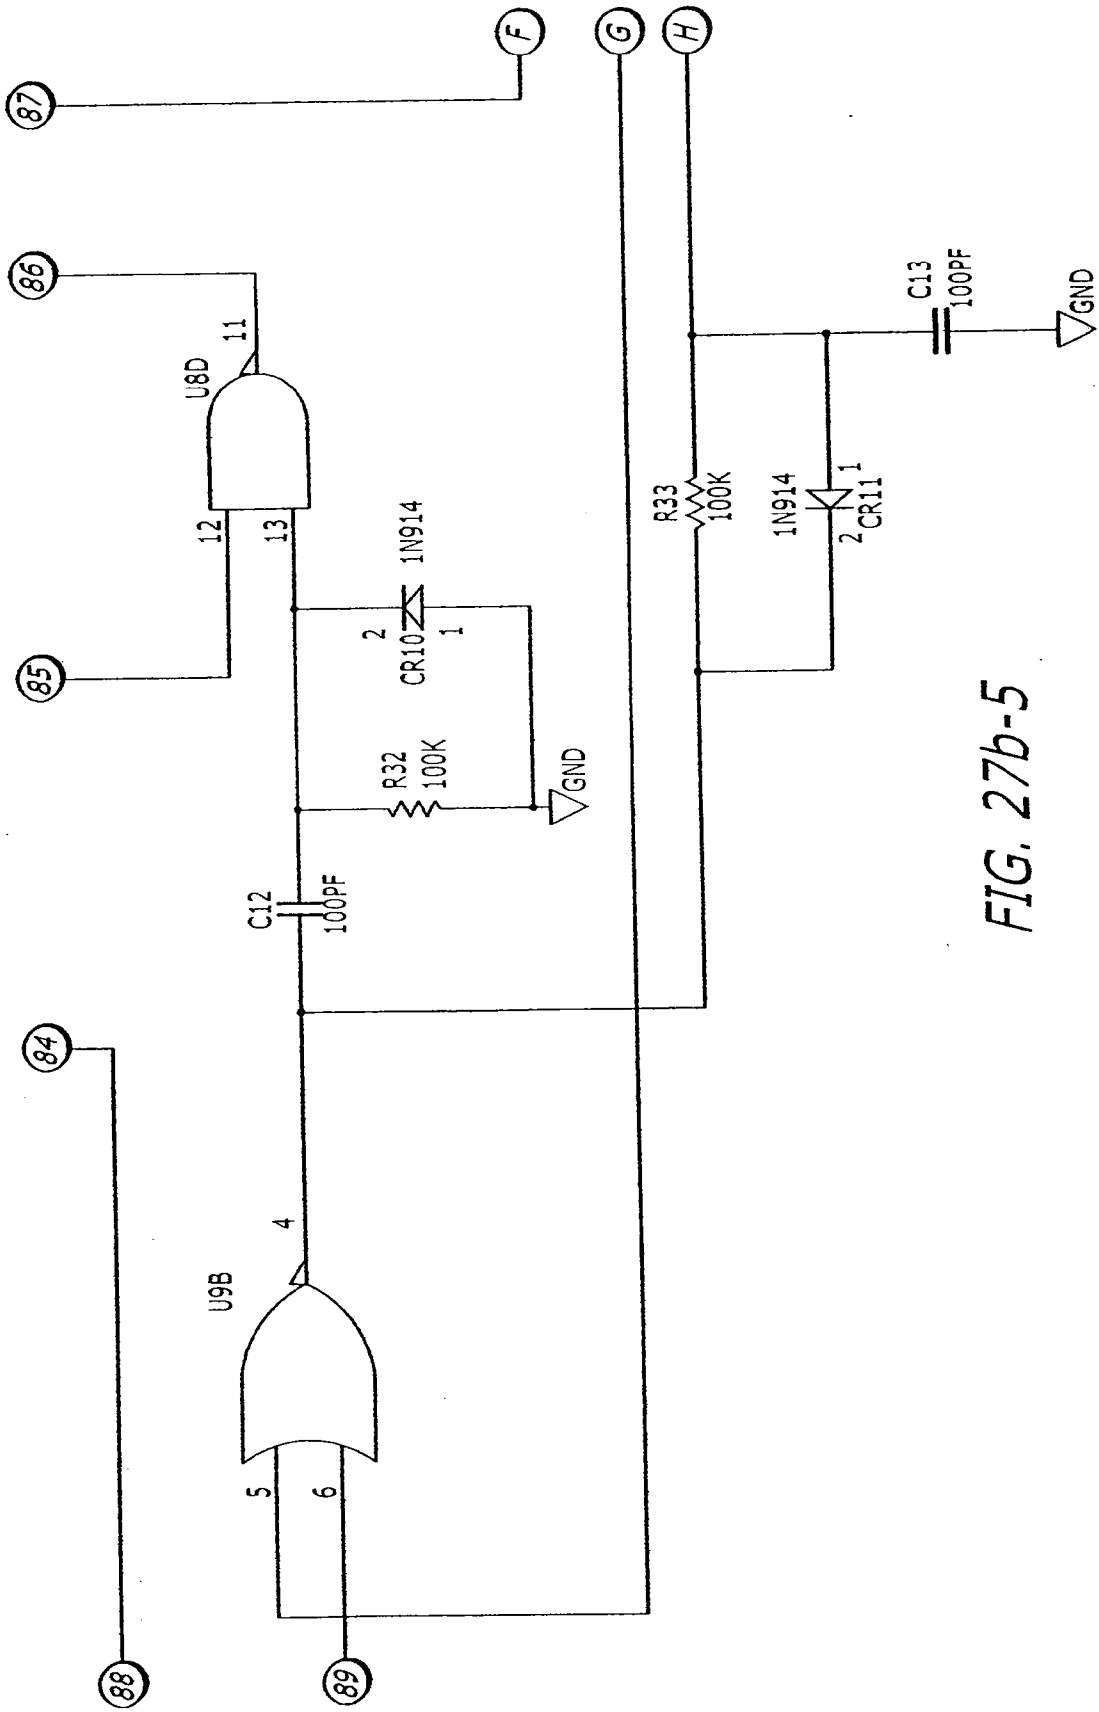 84
85
86
87
88
89
F
G
H
U9B
5
6
4
C12
100PF
R32
100K
GND
2
CR10
1
1N914
12
13
U8D
11
R33
100K
1N914
2
CR11
1
C13
100PF
GND
FIG. 27b-5